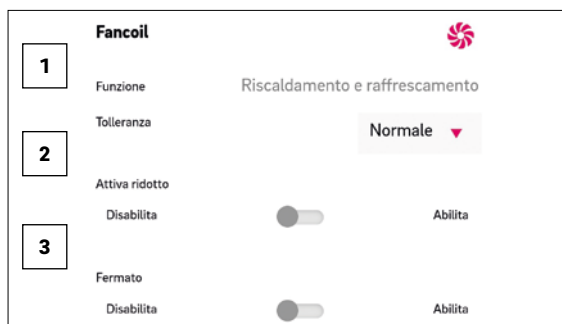 Fancoil
1
Funzione Riscaldamento e raffrescamento
Tolleranza
Normale
2
Attiva ridotto
Disabilita Abilita
3
Fermato
Disabilita Abilita